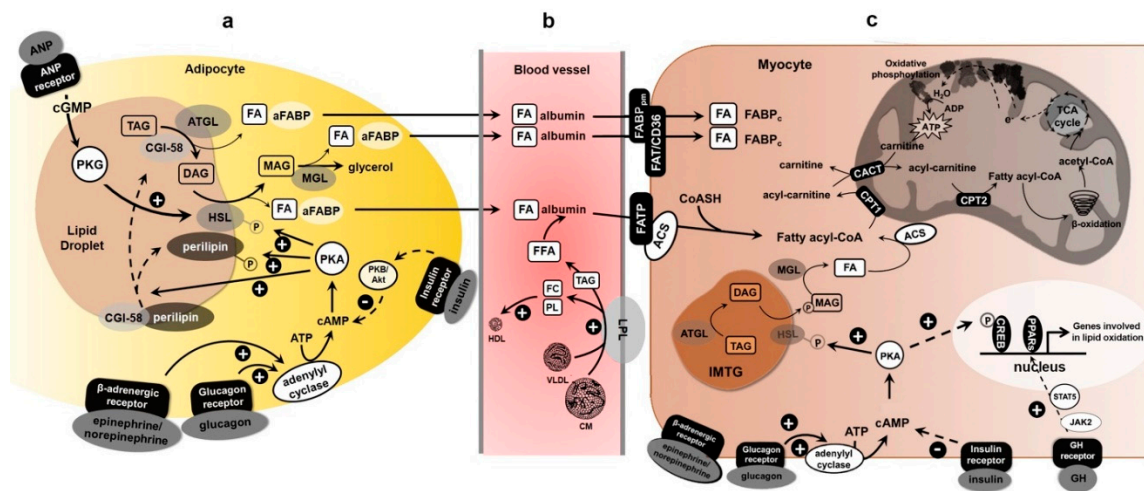 a
b
c
ANP
ANP
receptor
cGMP
PKG
Adipocyte
TAG
ATGL
CGI-58
DAG
FA
aFABP
FA
aFABP
MAG
MGL
glycerol
HSL
P
FA
aFABP
Lipid
Droplet
perilipin
P
PKA
PKB/
Akt
Insulin
receptor
insulin
CGI-58
perilipin
cAMP
ATP
adenylyl
cyclase
β-adrenergic
receptor
epinephrine/
norepinephrine
Glucagon
receptor
glucagon
+
+
+
+
+
+
-
Blood vessel
FA albumin
FA albumin
FA albumin
FFA
TAG
FC
PL
HDL
+
+
LPL
VLDL
CM
Myocyte
FABPpm
FAT/CD36
FA FABPc
FA FABPc
FATP
ACS
CoASH
Fatty acyl-CoA
Oxidative
phosphoylation
H2O
ADP
ATP
e-
TCA
cycle
acetyl-CoA
carnitine
carnitine
CACT
acyl-carnitine
acyl-carnitine
CPT1
CPT2
Fatty acyl-CoA
β-oxidation
ACS
MGL
FA
MAG
P
DAG
ATGL
TAG
HSL
P
IMTG
PKA
+
+
P
CREB
PPARs
Genes involved
in lipid oxidation
nucleus
STAT5
JAK2
+
GH
receptor
GH
cAMP
ATP
adenylyl
cyclase
+
+
-
β-adrenergic
receptor
epinephrine/
norepinephrine
Glucagon
receptor
glucagon
Insulin
receptor
insulin